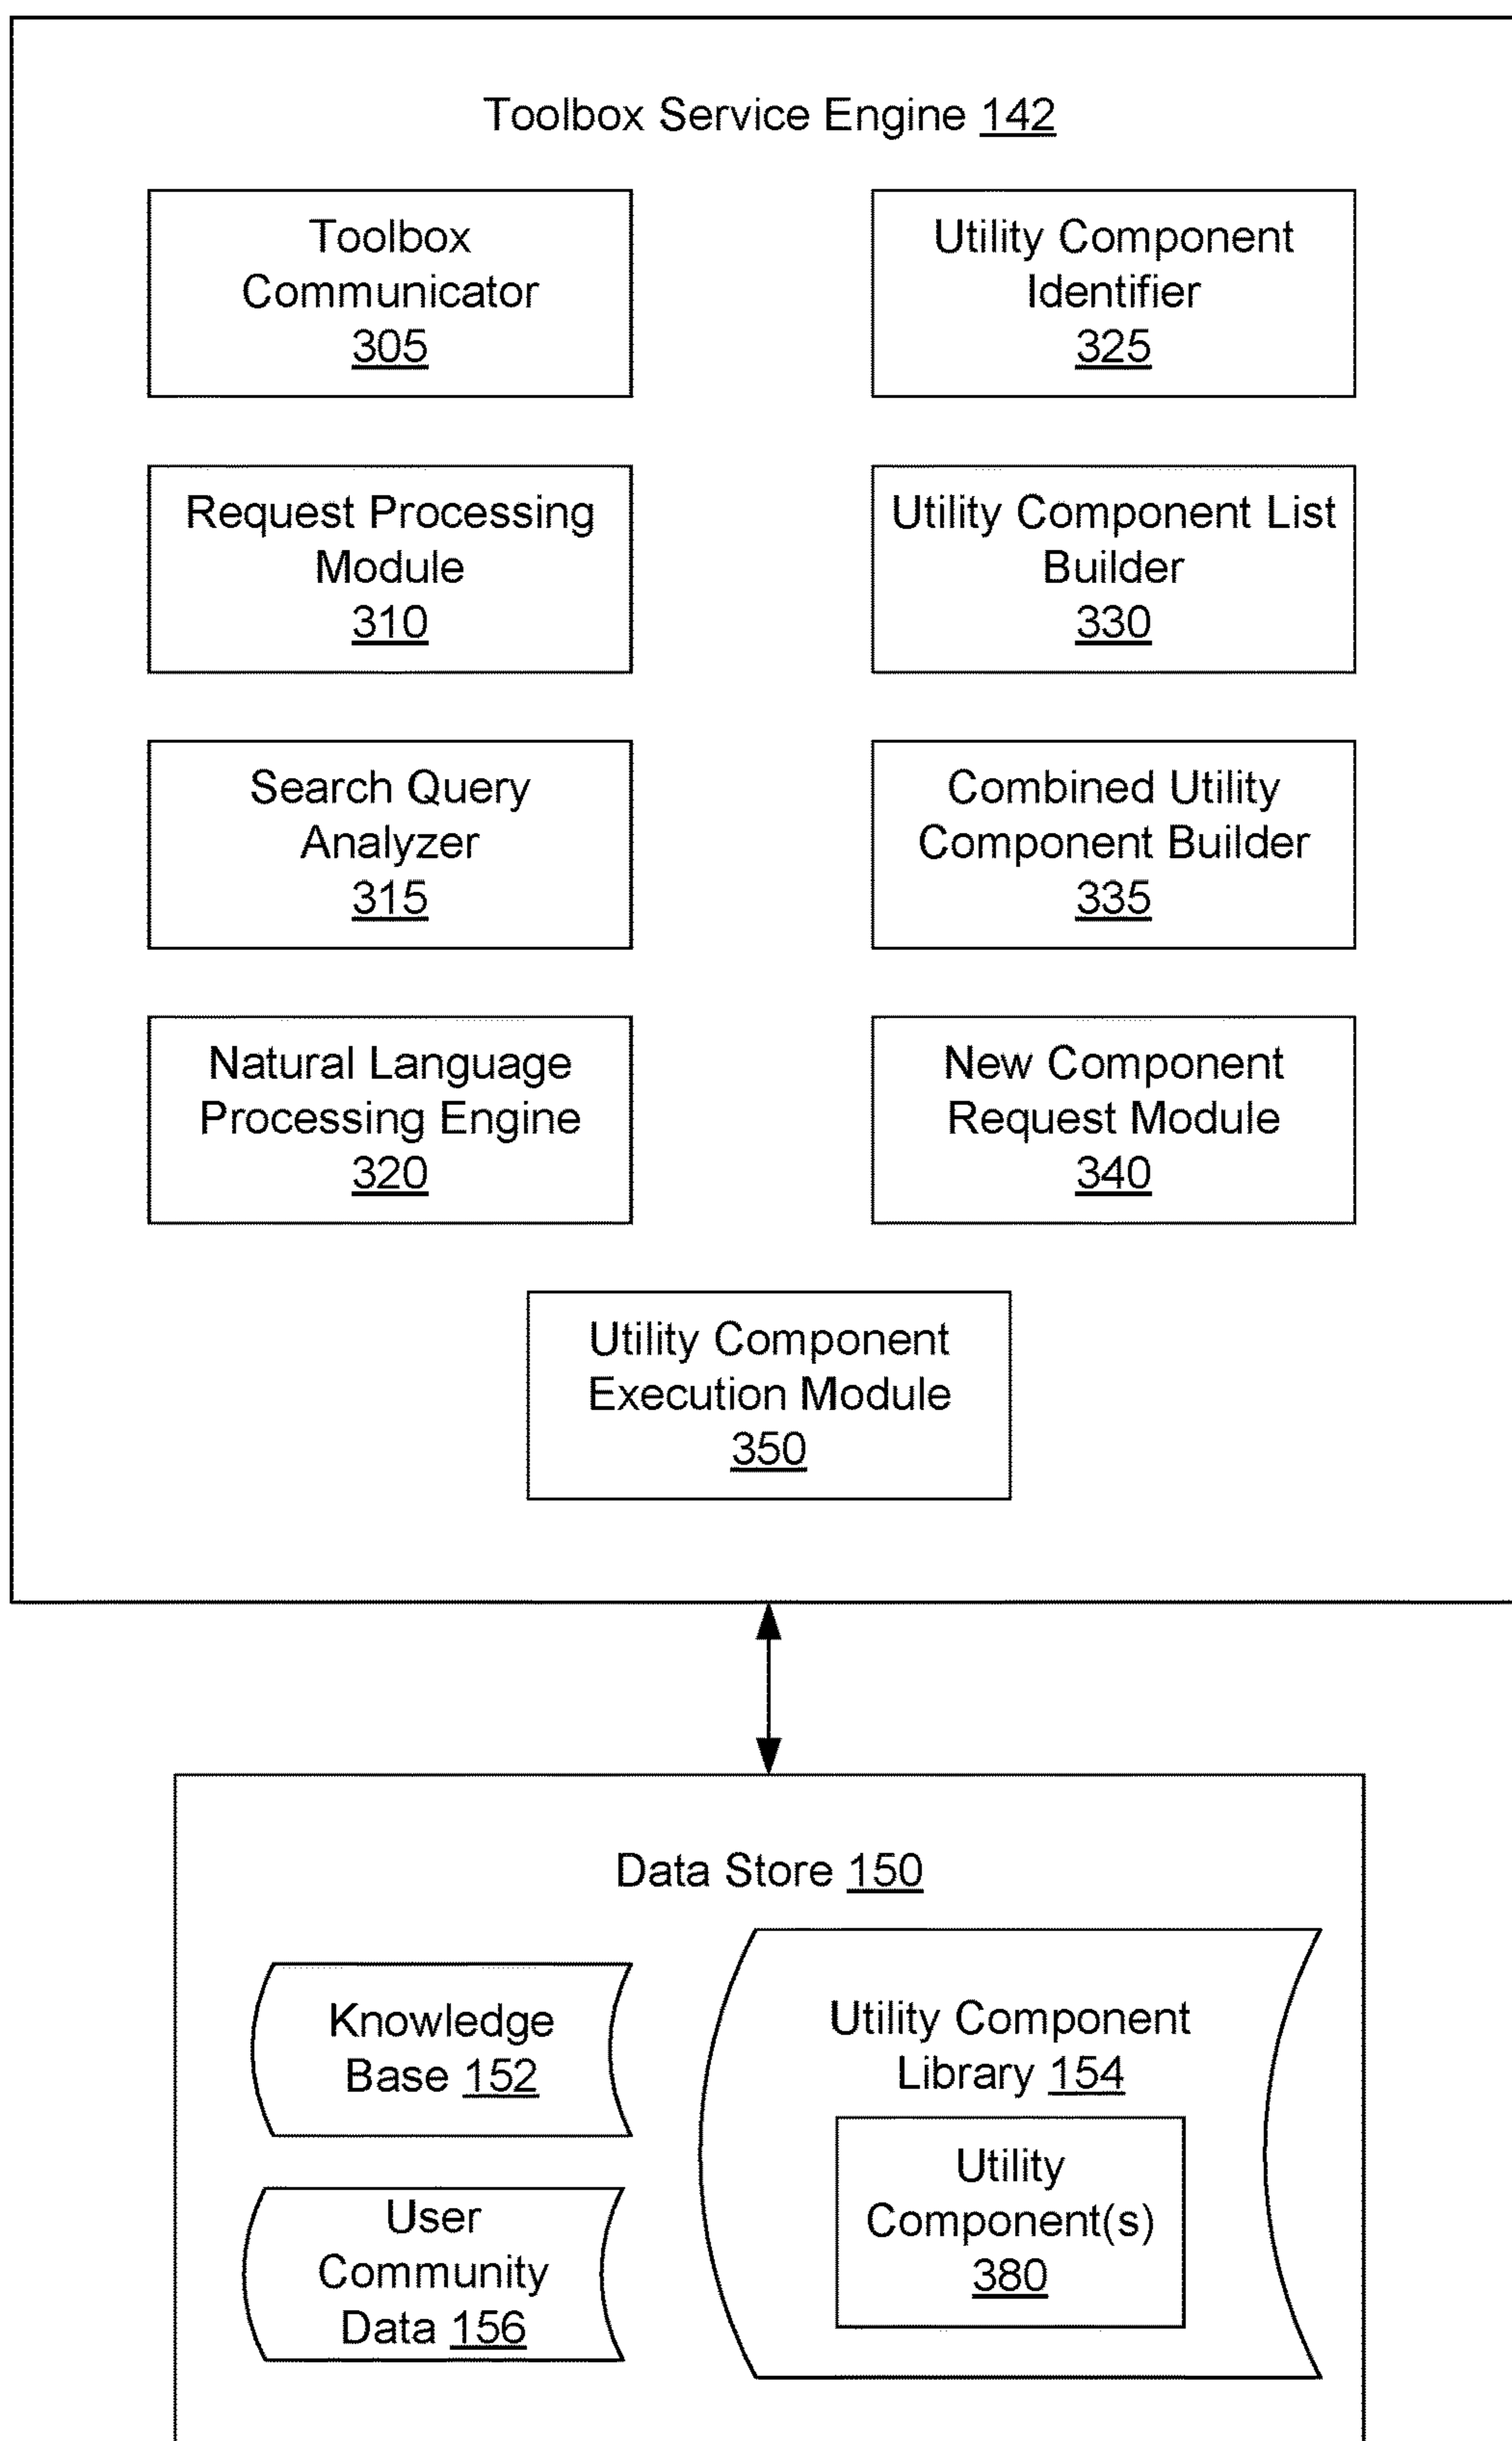 Toolbox Service Engine 142
Toolbox
Communicator
305
Utility Component
Identifier
325
Request Processing
Module
310
Utility Component List
Builder
330
Search Query
Analyzer
315
Combined Utility
Component Builder
335
Natural Language
Processing Engine
320
New Component
Request Module
340
Utility Component
Execution Module
350
Data Store 150
Knowledge
Base 152
User
Community
Data 156
Utility Component
Library 154
Utility
Component(s)
380